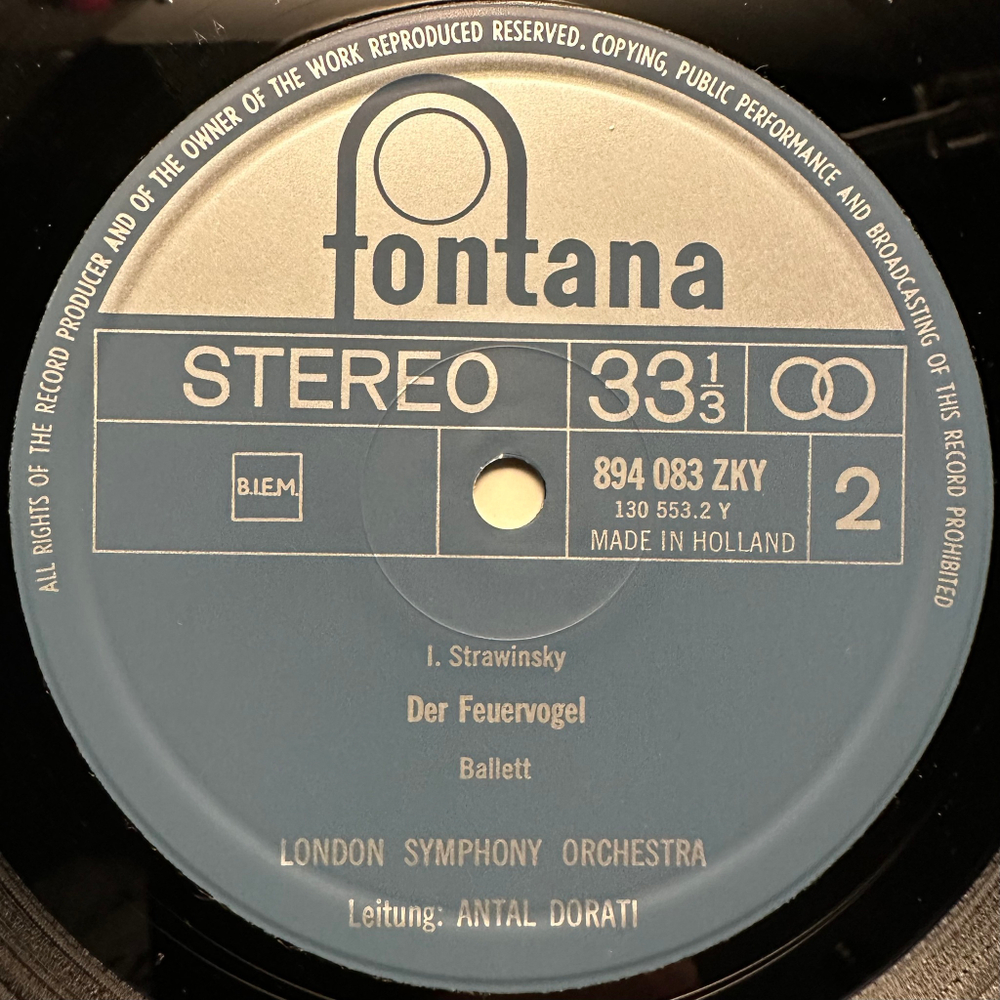 ALL RIGHTS OF THE RECORD PRODUCER AND OF THE OWNER OF THE WORK REPRODUCED RESERVED. COPYING, PUBLIC PERFORMANCE AND BROADCASTING OF THIS RECORD PROHIBITED
fontana
STEREO 33 1/3
B.I.E.M. 894 083 ZKY 2
130 553.2 Y
MADE IN HOLLAND
I. Strawinsky
Der Feuervogel
Ballett
LONDON SYMPHONY ORCHESTRA
Leitung: ANTAL DORATI